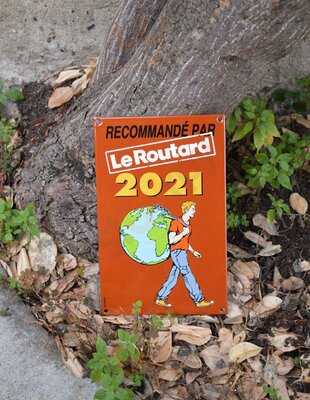 RECOMMANDÉ PAR
Le Routard
2021